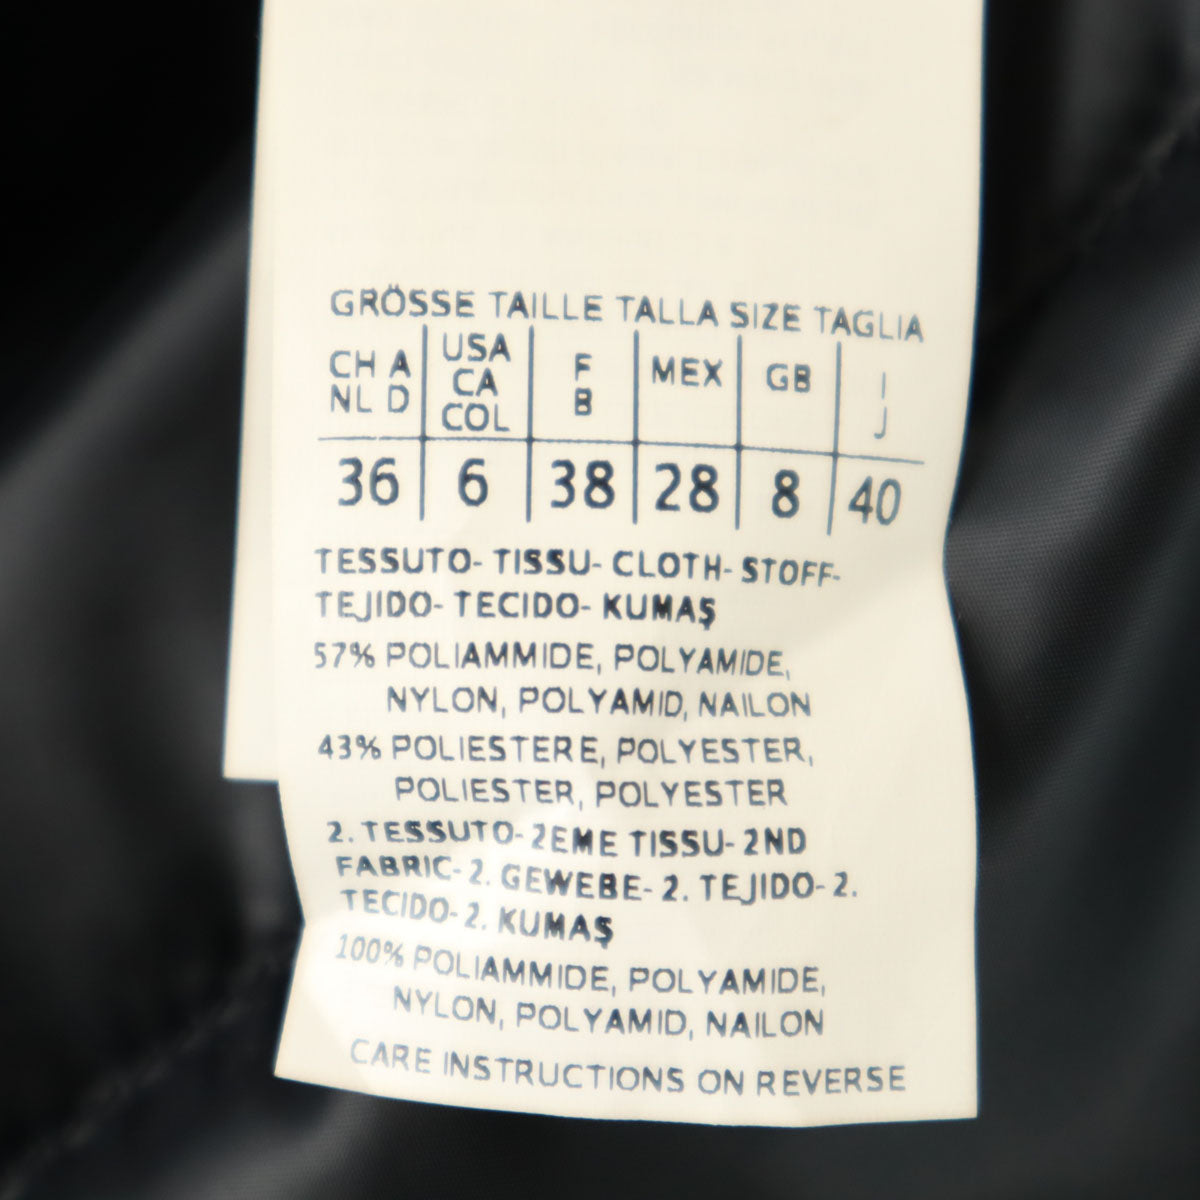 GRÖSSE TAILLE TALLA SIZE TAGLIA
CH A NL D | USA CA COL | F B | MEX | GB | I J
36 | 6 | 38 | 28 | 8 | 40
TESSUTO- TISSU- CLOTH- STOFF-
TEJIDO- TECIDO- KUMAŞ
57% POLIAMMIDE, POLYAMIDE,
NYLON, POLYAMID, NAILON
43% POLIESTERE, POLYESTER,
POLIESTER, POLYESTER
2. TESSUTO- 2EME TISSU- 2ND
FABRIC- 2. GEWEBE- 2. TEJIDO- 2.
TECIDO- 2. KUMAŞ
100% POLIAMMIDE, POLYAMIDE,
NYLON, POLYAMID, NAILON
CARE INSTRUCTIONS ON REVERSE